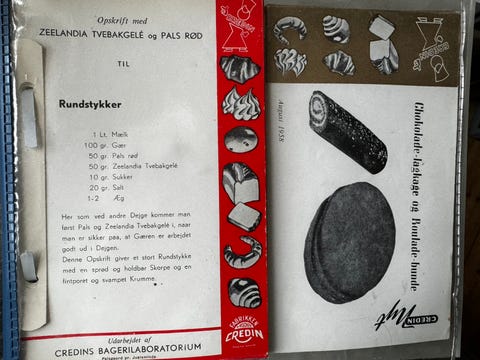 Opskrift med
ZEELANDIA TVEBAKGELÉ og PALS RØD
TIL
Rundstykker
1 Lt. Mælk
100 gr. Gær
50 gr. Pals rød
50 gr. Zeelandia Tvebakgelé
10 gr. Sukker
20 gr. Salt
1-2 Æg
Her som ved andre Dejge kommer man
først Pals og Zeelandia Tvebakgelé i, naar
man er sikker paa, at Gæren er arbejdet
godt ud i Dejgen.
Denne Opskrift giver et stort Rundstykke
med en sprød og holdbar Skorpe og en
fintporet og svampet Krumme.
Udarbejdet af
CREDINS BAGERILABORATORIUM
FABRIKKEN
CREDIN
Chokolade-lagkage og Roulade-bunde
August 1958
CREDIN
Nyt